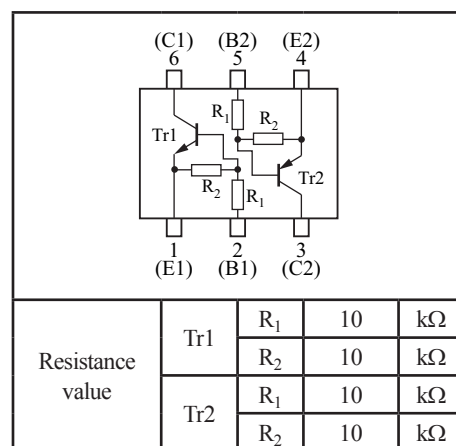 (C1) (B2) (E2)
6 5 4
R1
R2
Tr1
Tr2
R2
R1
1 2 3
(E1) (B1) (C2)
Resistance value Tr1 R1 10 kΩ
R2 10 kΩ
Tr2 R1 10 kΩ
R2 10 kΩ